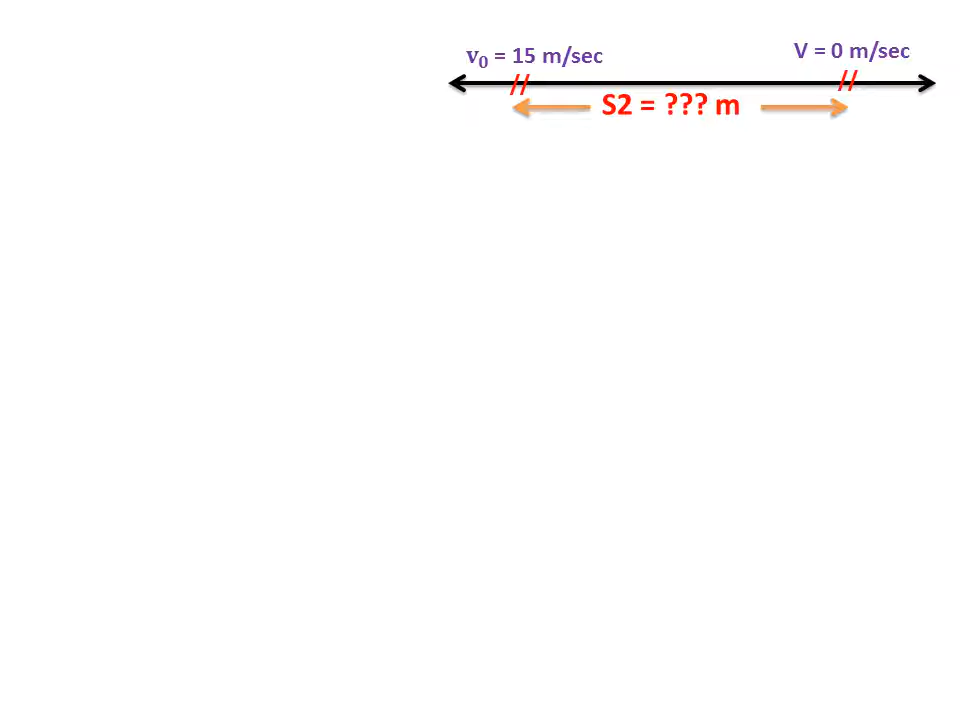 v₀ = 15 m/sec
V = 0 m/sec
S2 = ??? m